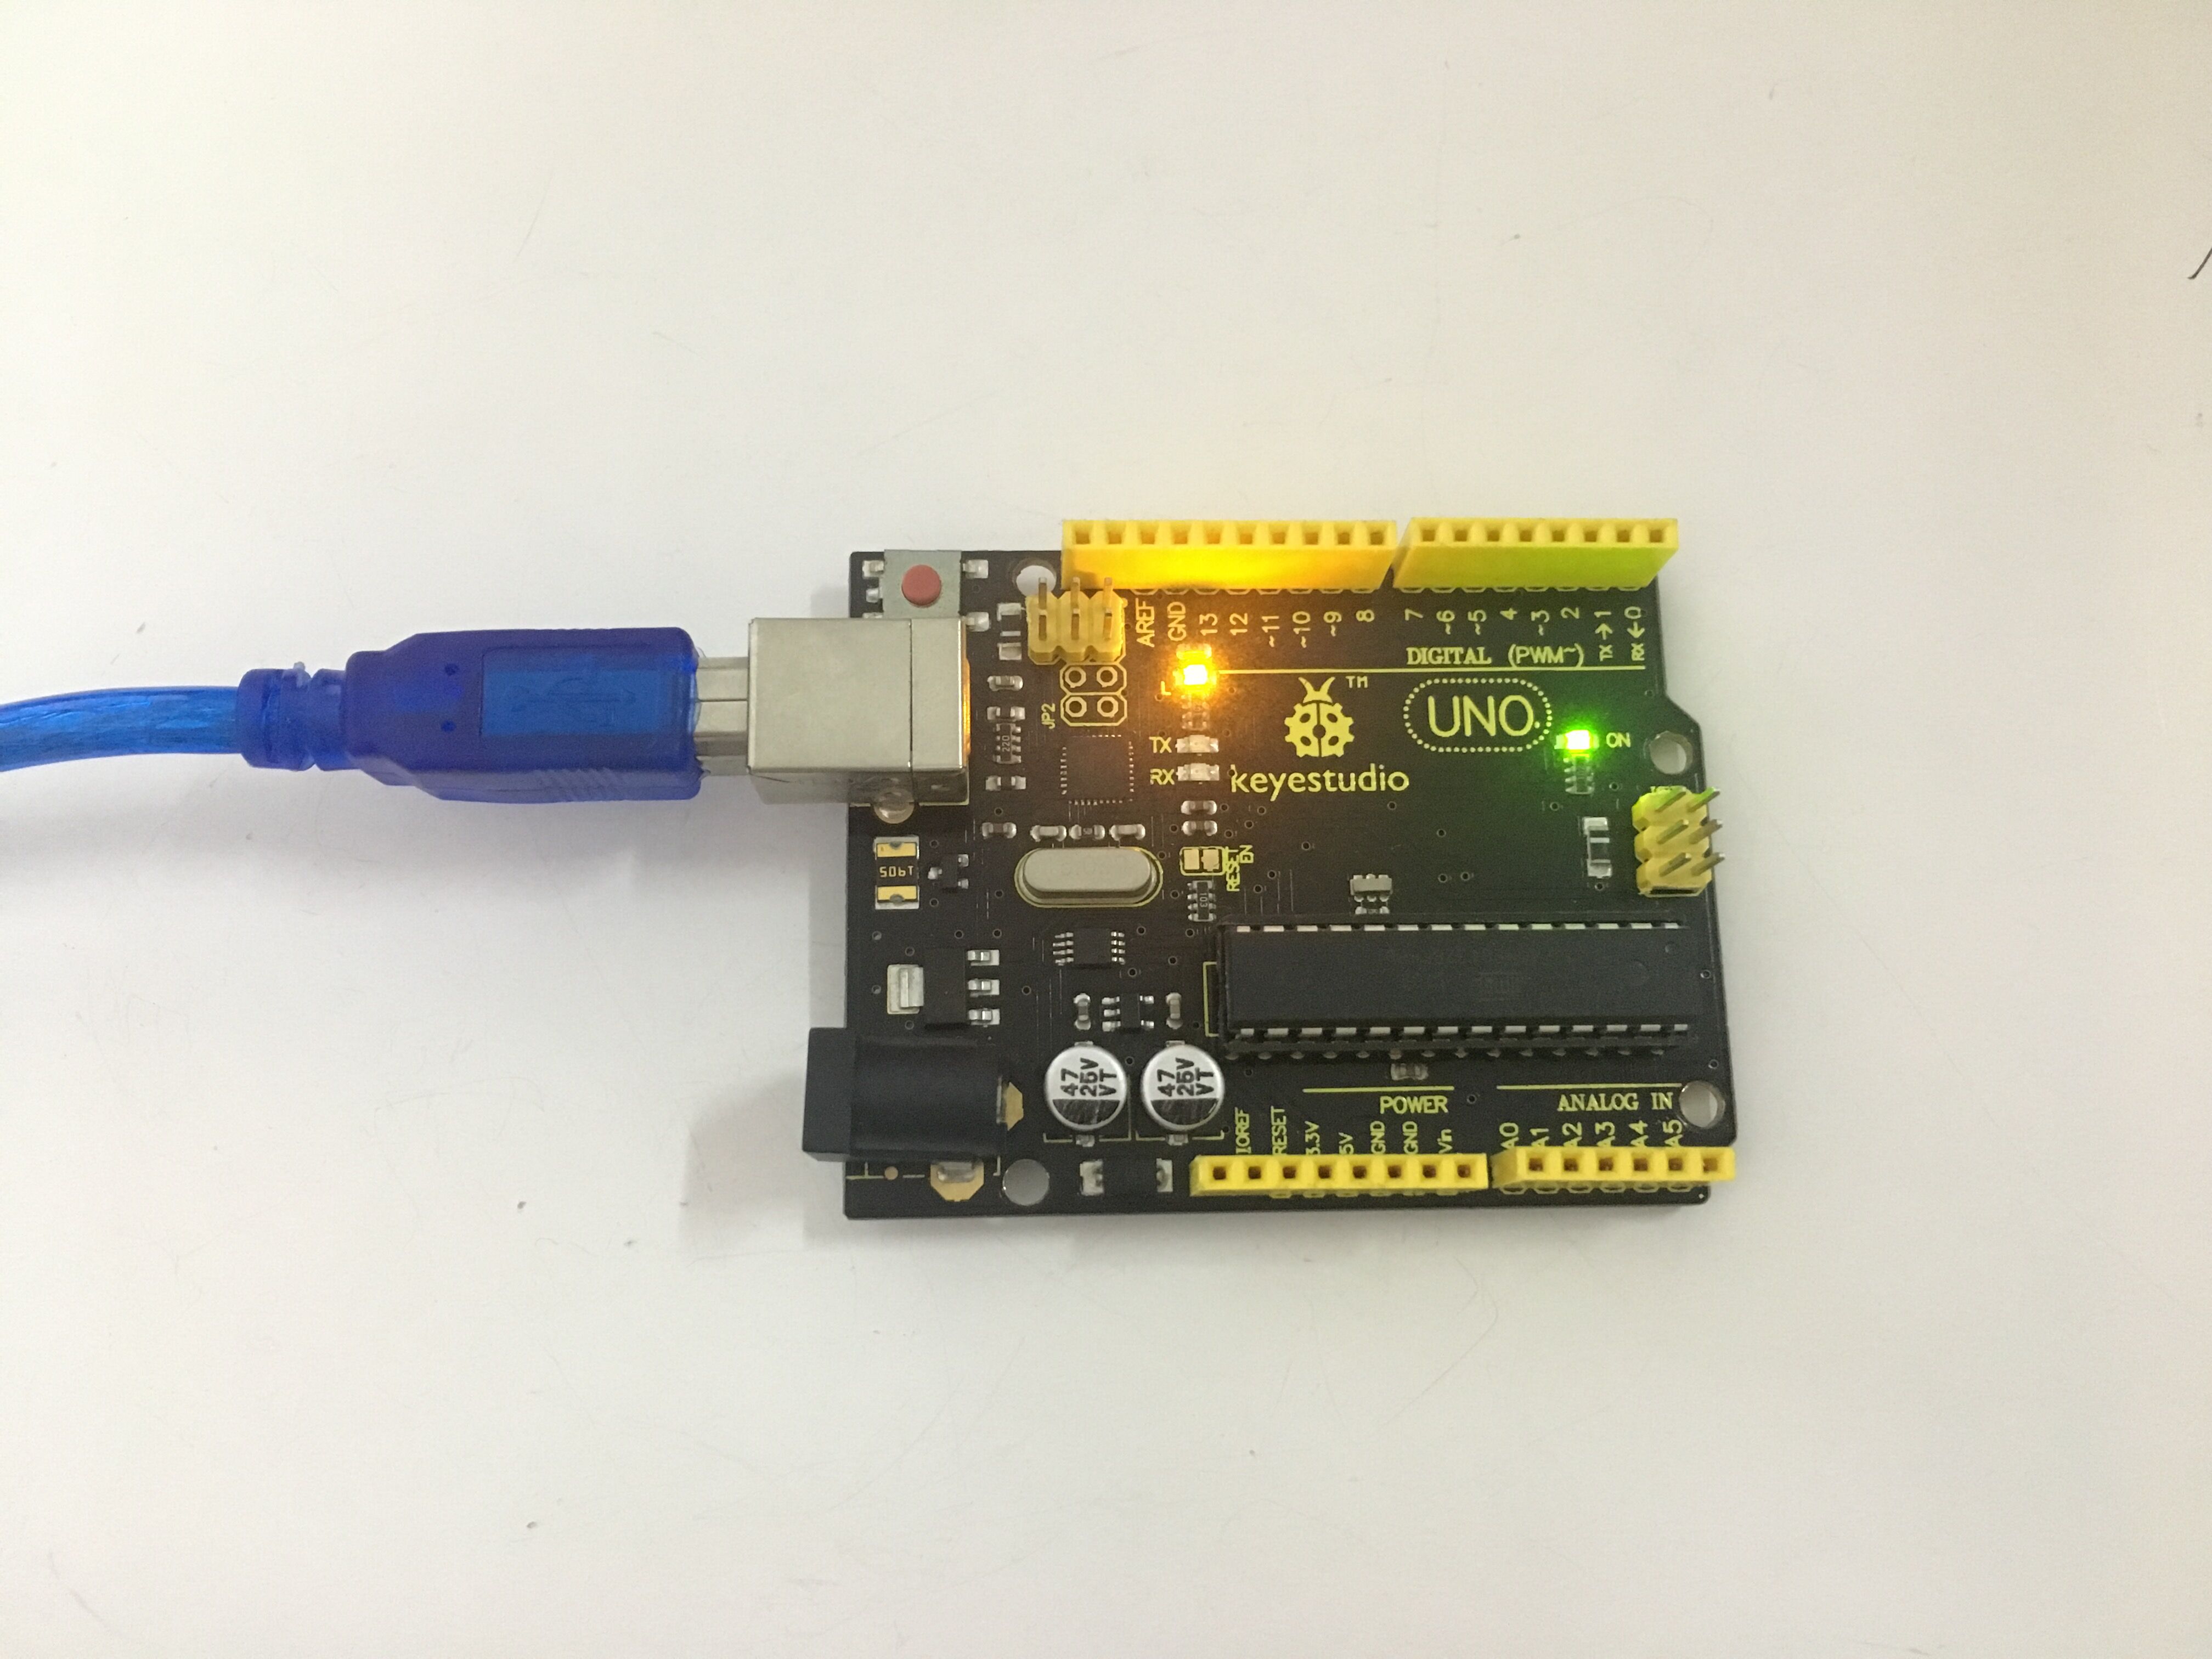 AREF
GND
13
12
~11
~10
~9
8
7
~6
~5
4
~3
2
TX→1
RX←0
DIGITAL (PWM~)
L
TX
RX
JP2
TM
keyestudio
UNO
ON
RESET
EN
47
25V
VT
47
25V
VT
POWER
IOREF
RESET
3.3V
5V
GND
GND
Vin
ANALOG IN
A0
A1
A2
A3
A4
A5